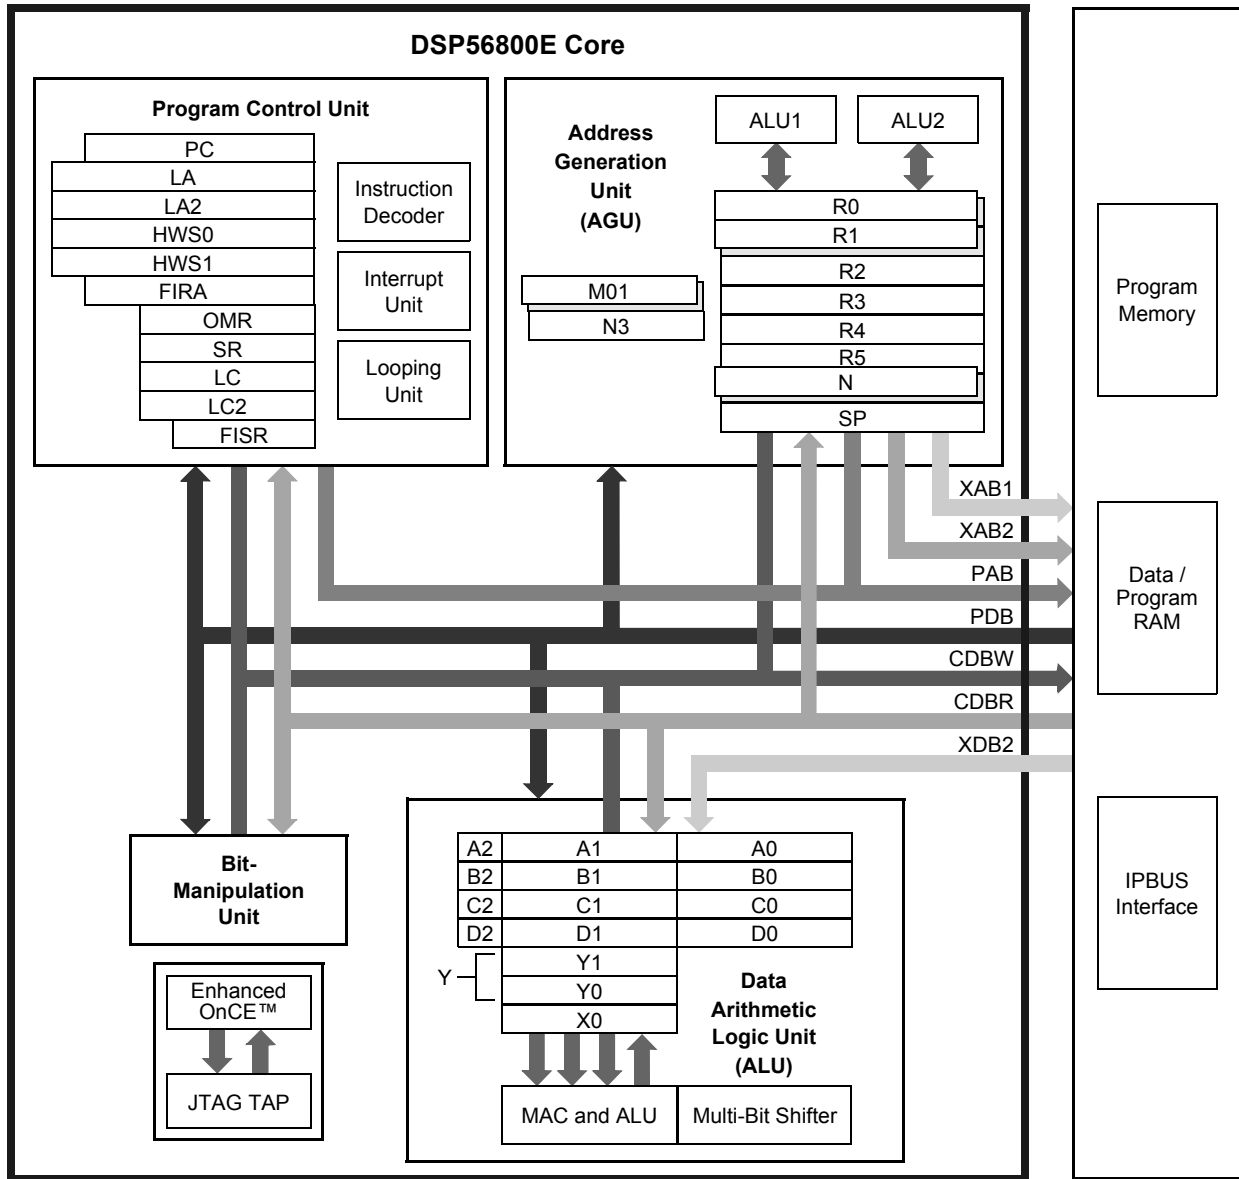 DSP56800E Core
Program Control Unit
PC
LA
LA2
HWS0
HWS1
FIRA
OMR
SR
LC
LC2
FISR
Instruction
Decoder
Interrupt
Unit
Looping
Unit
Address
Generation
Unit
(AGU)
ALU1
ALU2
R0
R1
R2
R3
R4
R5
N
SP
M01
N3
XAB1
XAB2
PAB
PDB
CDBW
CDBR
XDB2
Program
Memory
Data /
Program
RAM
IPBUS
Interface
Bit-
Manipulation
Unit
Enhanced
OnCE™
JTAG TAP
A2 A1 A0
B2 B1 B0
C2 C1 C0
D2 D1 D0
Y
Y1
Y0
X0
Data
Arithmetic
Logic Unit
(ALU)
MAC and ALU
Multi-Bit Shifter